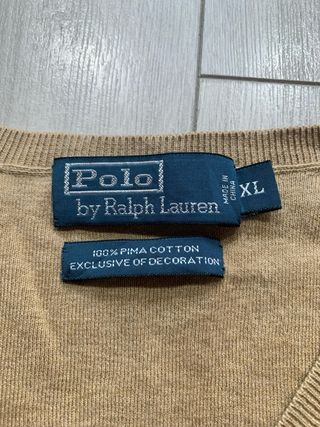 Polo
by Ralph Lauren
MADE IN
CHINA
XL
100% PIMA COTTON
EXCLUSIVE OF DECORATION